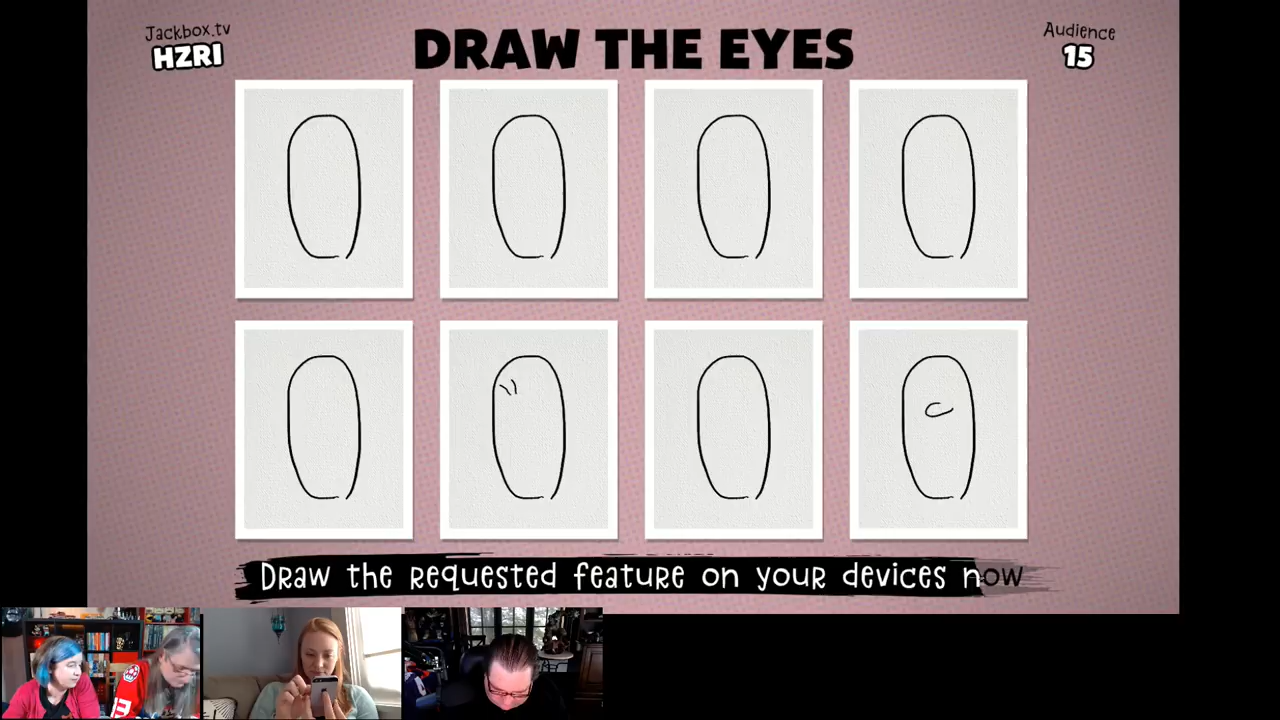 Jackbox.tv
HZRI
DRAW THE EYES
Audience
15
Draw the requested feature on your devices now